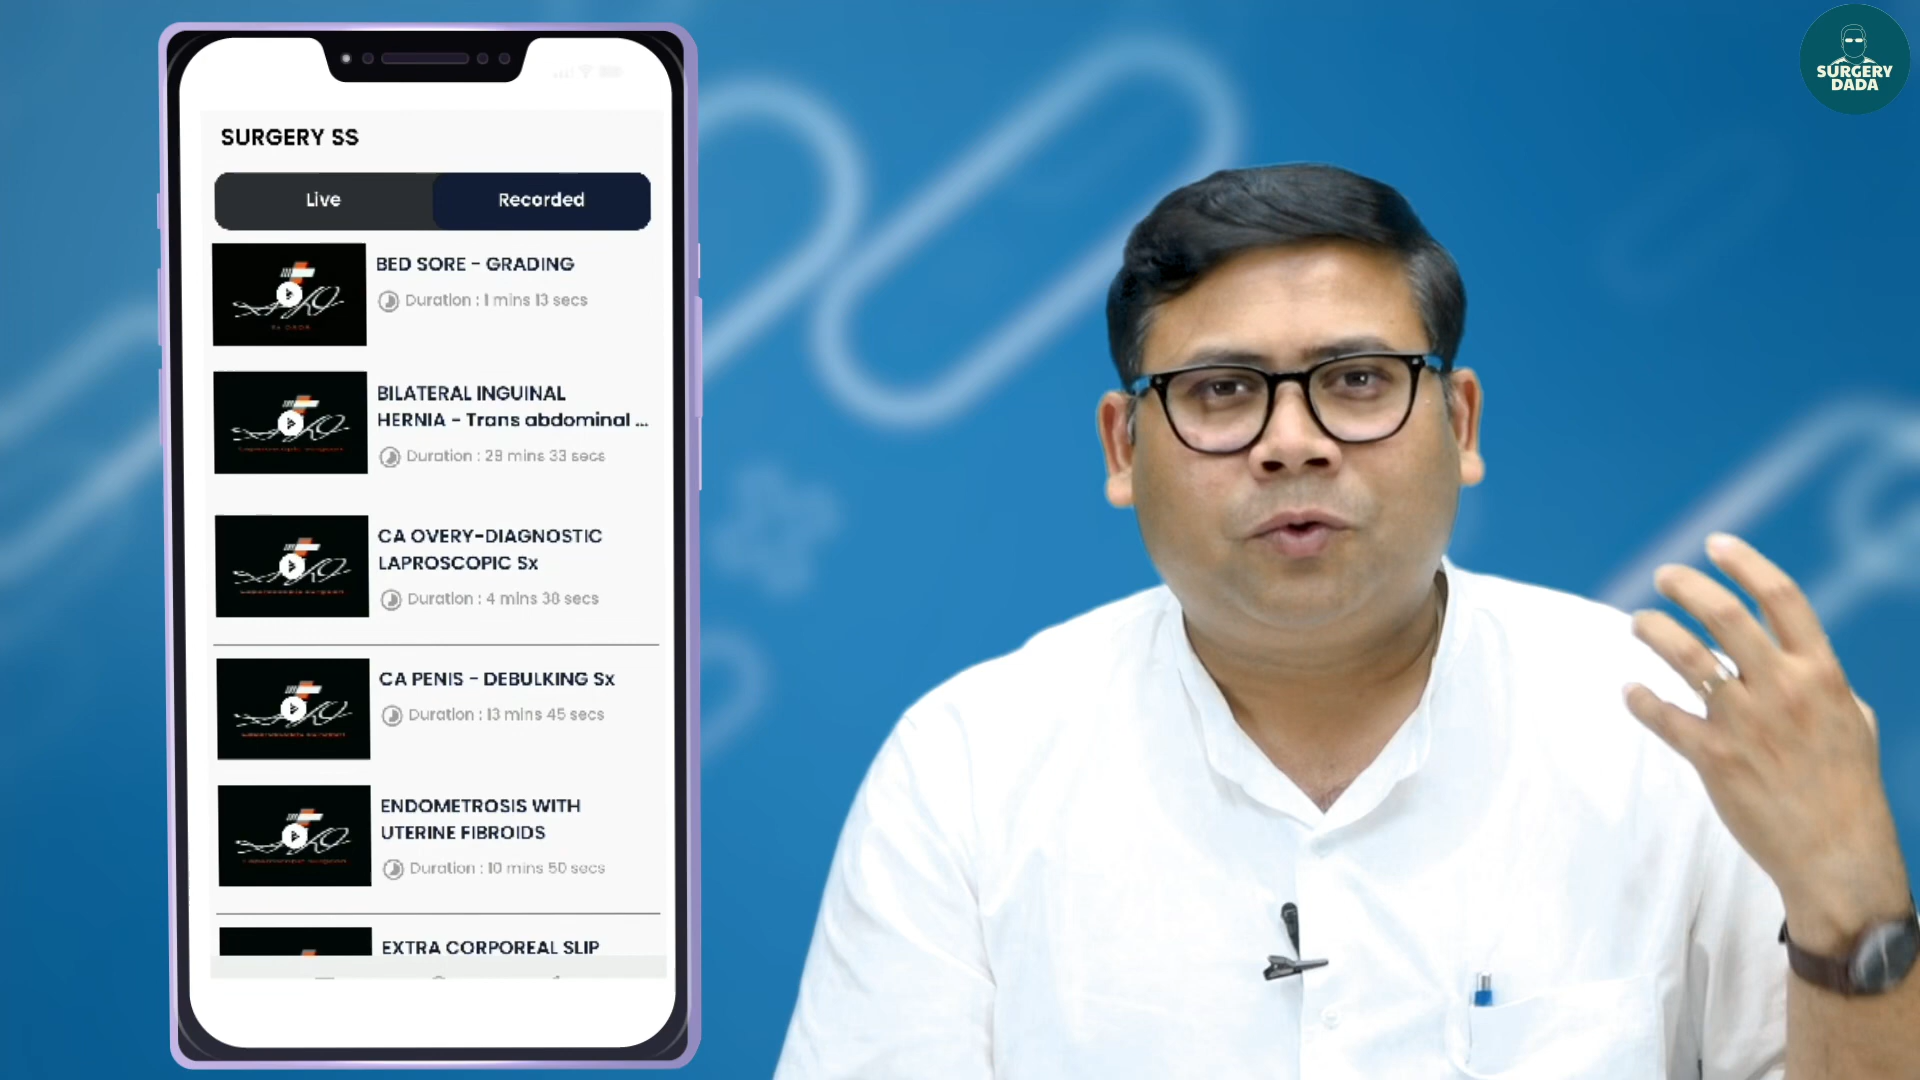 SURGERY SS
Live
Recorded
BED SORE - GRADING
Duration : 1 mins 13 secs
BILATERAL INGUINAL
HERNIA - Trans abdominal ...
Duration : 29 mins 33 secs
CA OVERY-DIAGNOSTIC
LAPROSCOPIC Sx
Duration : 4 mins 38 secs
CA PENIS - DEBULKING Sx
Duration : 13 mins 45 secs
ENDOMETROSIS WITH
UTERINE FIBROIDS
Duration : 10 mins 50 secs
EXTRA CORPOREAL SLIP
SURGERY
DADA